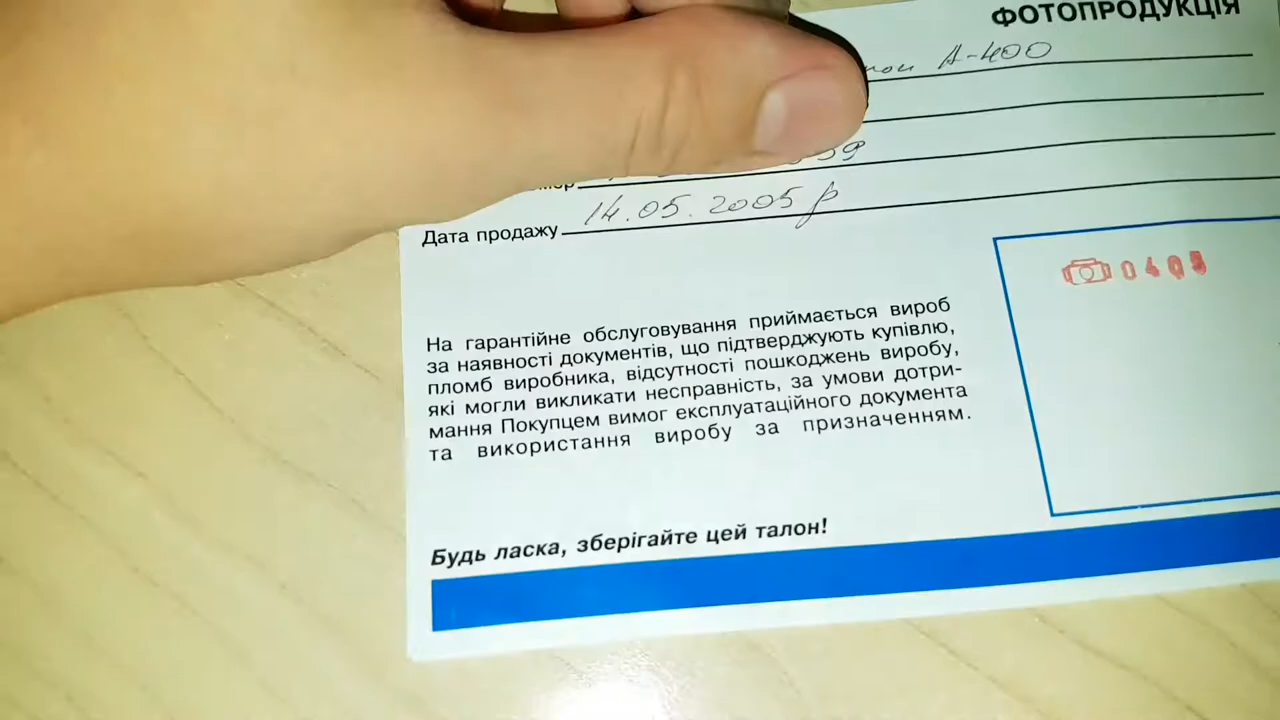 ФОТОПРОДУКЦІЯ
А-400
Дата продажу 14.05.2005 р
0405
На гарантійне обслуговування приймається вироб
за наявності документів, що підтверджують купівлю,
пломб виробника, відсутності пошкоджень виробу,
які могли викликати несправність, за умови дотри-
мання Покупцем вимог експлуатаційного документа
та використання виробу за призначенням.
Будь ласка, зберігайте цей талон!